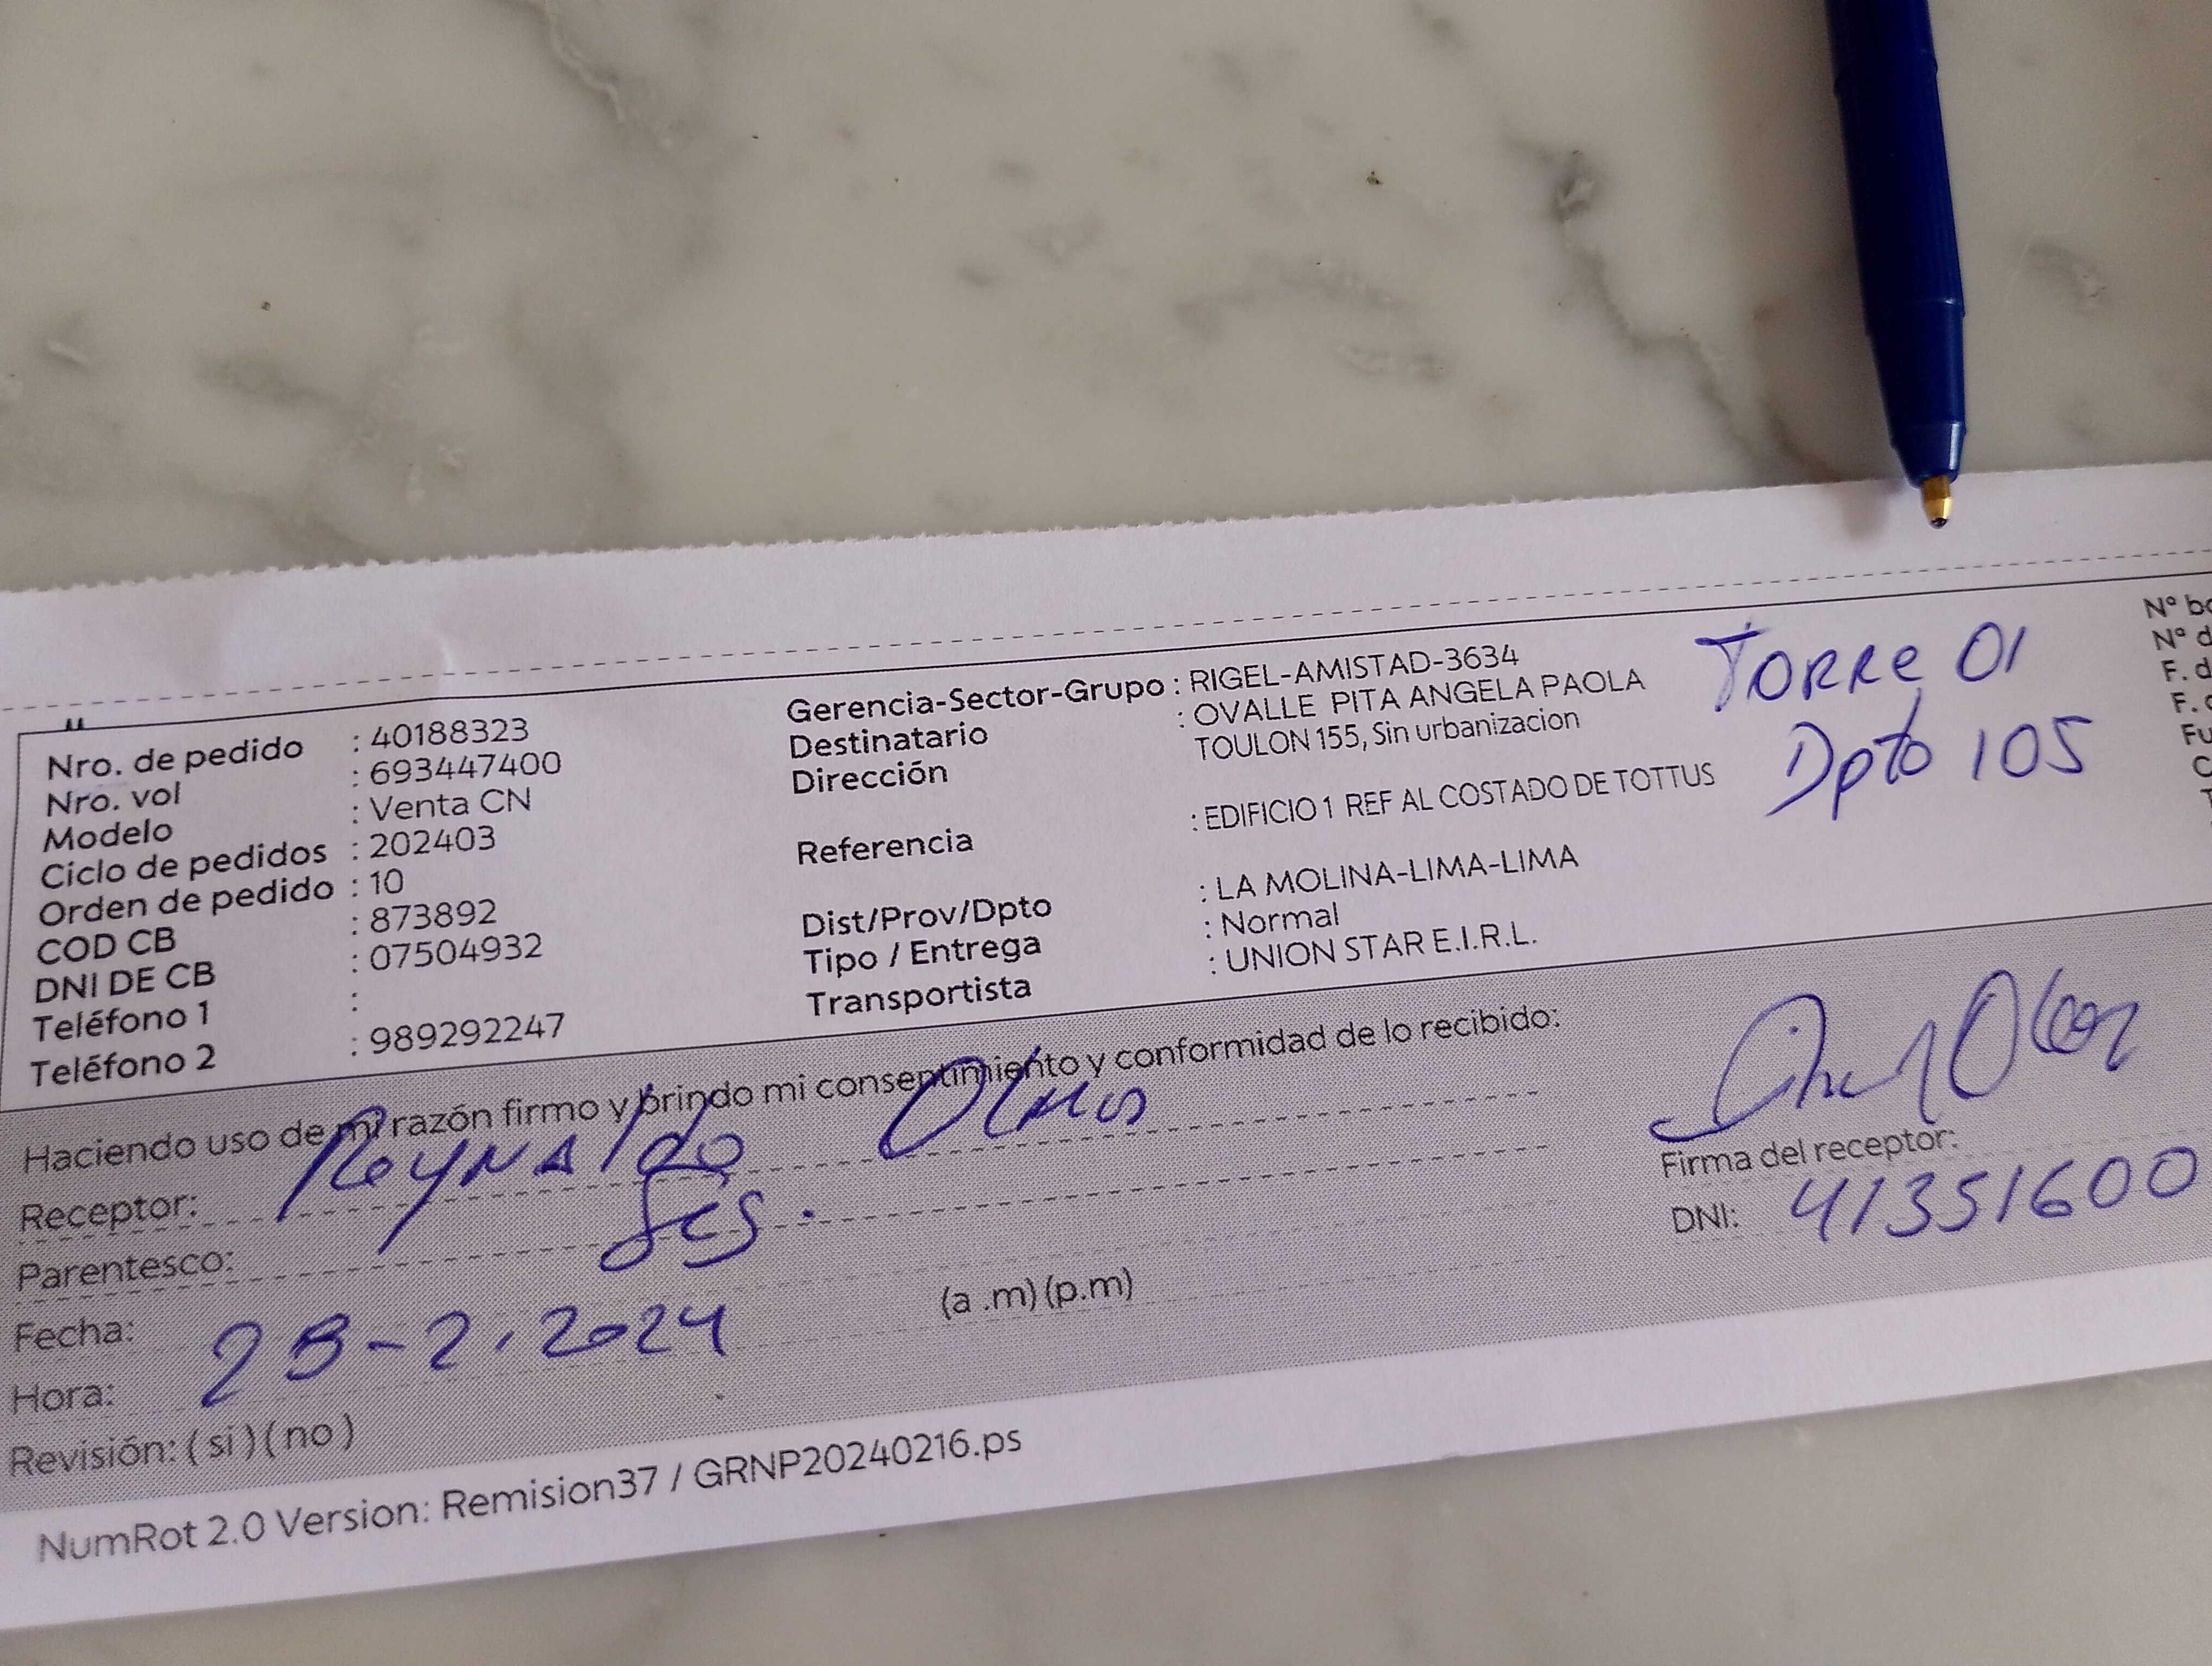 Nro. de pedido : 40188323
Nro. vol : 693447400
Modelo : Venta CN
Ciclo de pedidos : 202403
Orden de pedido : 10
COD CB : 873892
DNI DE CB : 07504932
Teléfono 1 :
Teléfono 2 : 989292247
Gerencia-Sector-Grupo : RIGEL-AMISTAD-3634
Destinatario : OVALLE PITA ANGELA PAOLA
Dirección TOULON 155, Sin urbanizacion
Referencia : EDIFICIO 1 REF AL COSTADO DE TOTTUS
Dist/Prov/Dpto : LA MOLINA-LIMA-LIMA
Tipo / Entrega : Normal
Transportista : UNION STAR E.I.R.L.
TORRe 01
Dpto 105
N° 
N° d
F. d
F.
Fu
C
T
Haciendo uso de mi razón firmo y brindo mi consentimiento y conformidad de lo recibido:
Receptor: Reynaldo Olmos
Parentesco:
Fecha: 28-2.2024
Hora: (a .m) (p.m)
Revisión: ( si ) ( no )
Firma del receptor:
DNI: 41351600
NumRot 2.0 Version: Remision37 / GRNP20240216.ps